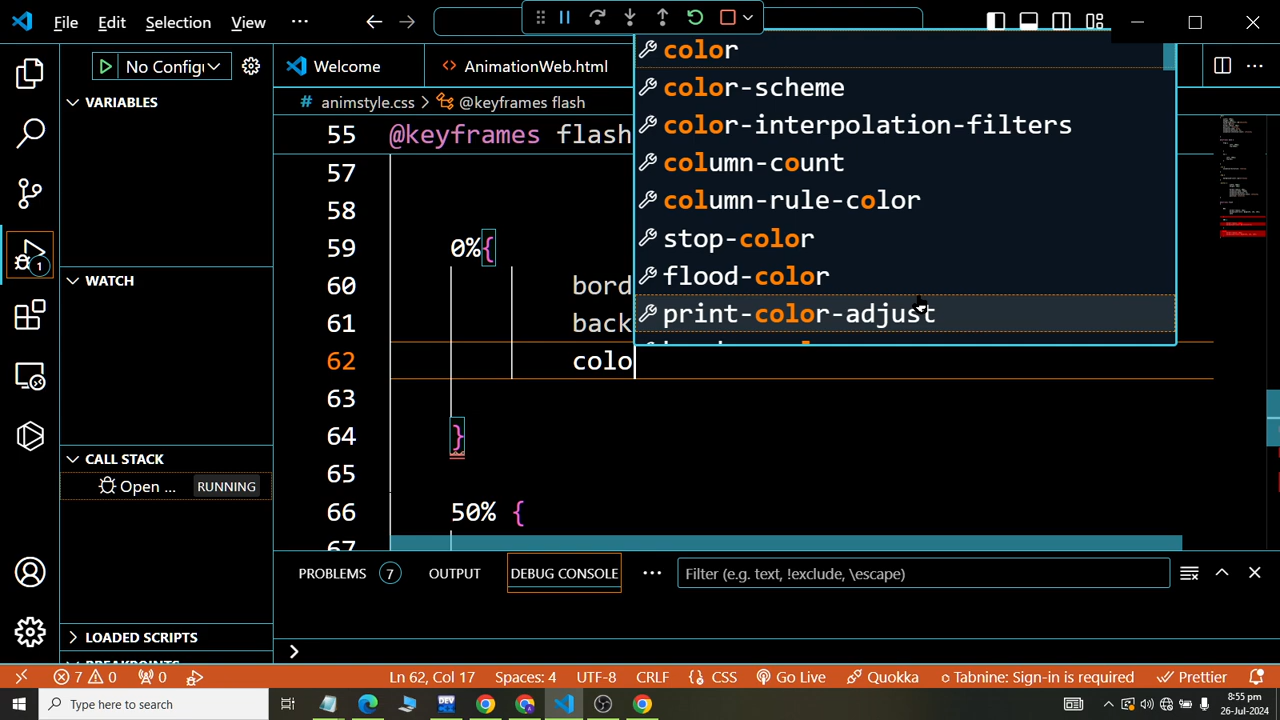 File Edit Selection View ...
No Config
Welcome AnimationWeb.html
VARIABLES
# animstyle.css > @keyframes flash
55 @keyframes flash
57
58
59 0%{
60 bord
61 back
62 colo
63
64 }
65
66 50% {
67
color
color-scheme
color-interpolation-filters
column-count
column-rule-color
stop-color
flood-color
print-color-adjust
1
WATCH
CALL STACK
Open ... RUNNING
LOADED SCRIPTS
PROBLEMS 7 OUTPUT DEBUG CONSOLE ... Filter (e.g. text, !exclude, \escape)
>
7 0 0 Ln 62, Col 17 Spaces: 4 UTF-8 CRLF {} CSS Go Live Quokka Tabnine: Sign-in is required Prettier
Type here to search
8:55 pm
26-Jul-2024